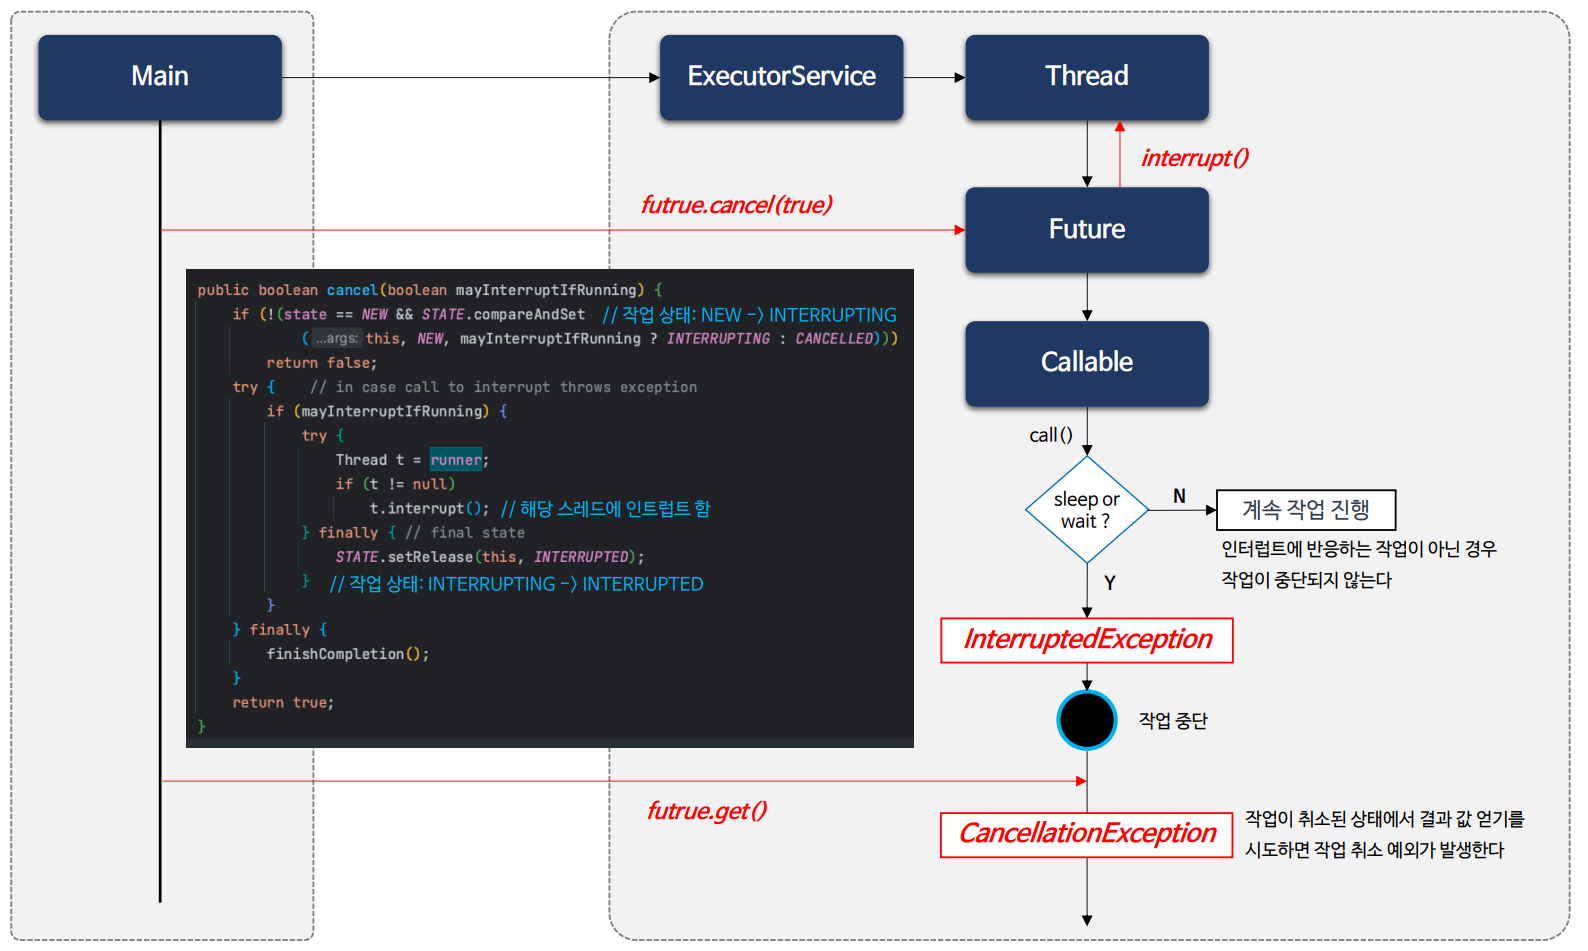 Main
ExecutorService
Thread
interrupt()
futrue.cancel(true)
Future
public boolean cancel(boolean mayInterruptIfRunning) {
if (!(state == NEW && STATE.compareAndSet // 작업 상태: NEW -> INTERRUPTING
(...args: this, NEW, mayInterruptIfRunning ? INTERRUPTING : CANCELLED)))
return false;
try { // in case call to interrupt throws exception
if (mayInterruptIfRunning) {
try {
Thread t = runner;
if (t != null)
t.interrupt(); // 해당 스레드에 인트럽트 함
} finally { // final state
STATE.setRelease(this, INTERRUPTED);
} // 작업 상태: INTERRUPTING -> INTERRUPTED
}
} finally {
finishCompletion();
}
return true;
}
Callable
call()
sleep or
wait ?
N
계속 작업 진행
인터럽트에 반응하는 작업이 아닌 경우
작업이 중단되지 않는다
Y
InterruptedException
작업 중단
futrue.get()
CancellationException
작업이 취소된 상태에서 결과 값 얻기를
시도하면 작업 취소 예외가 발생한다